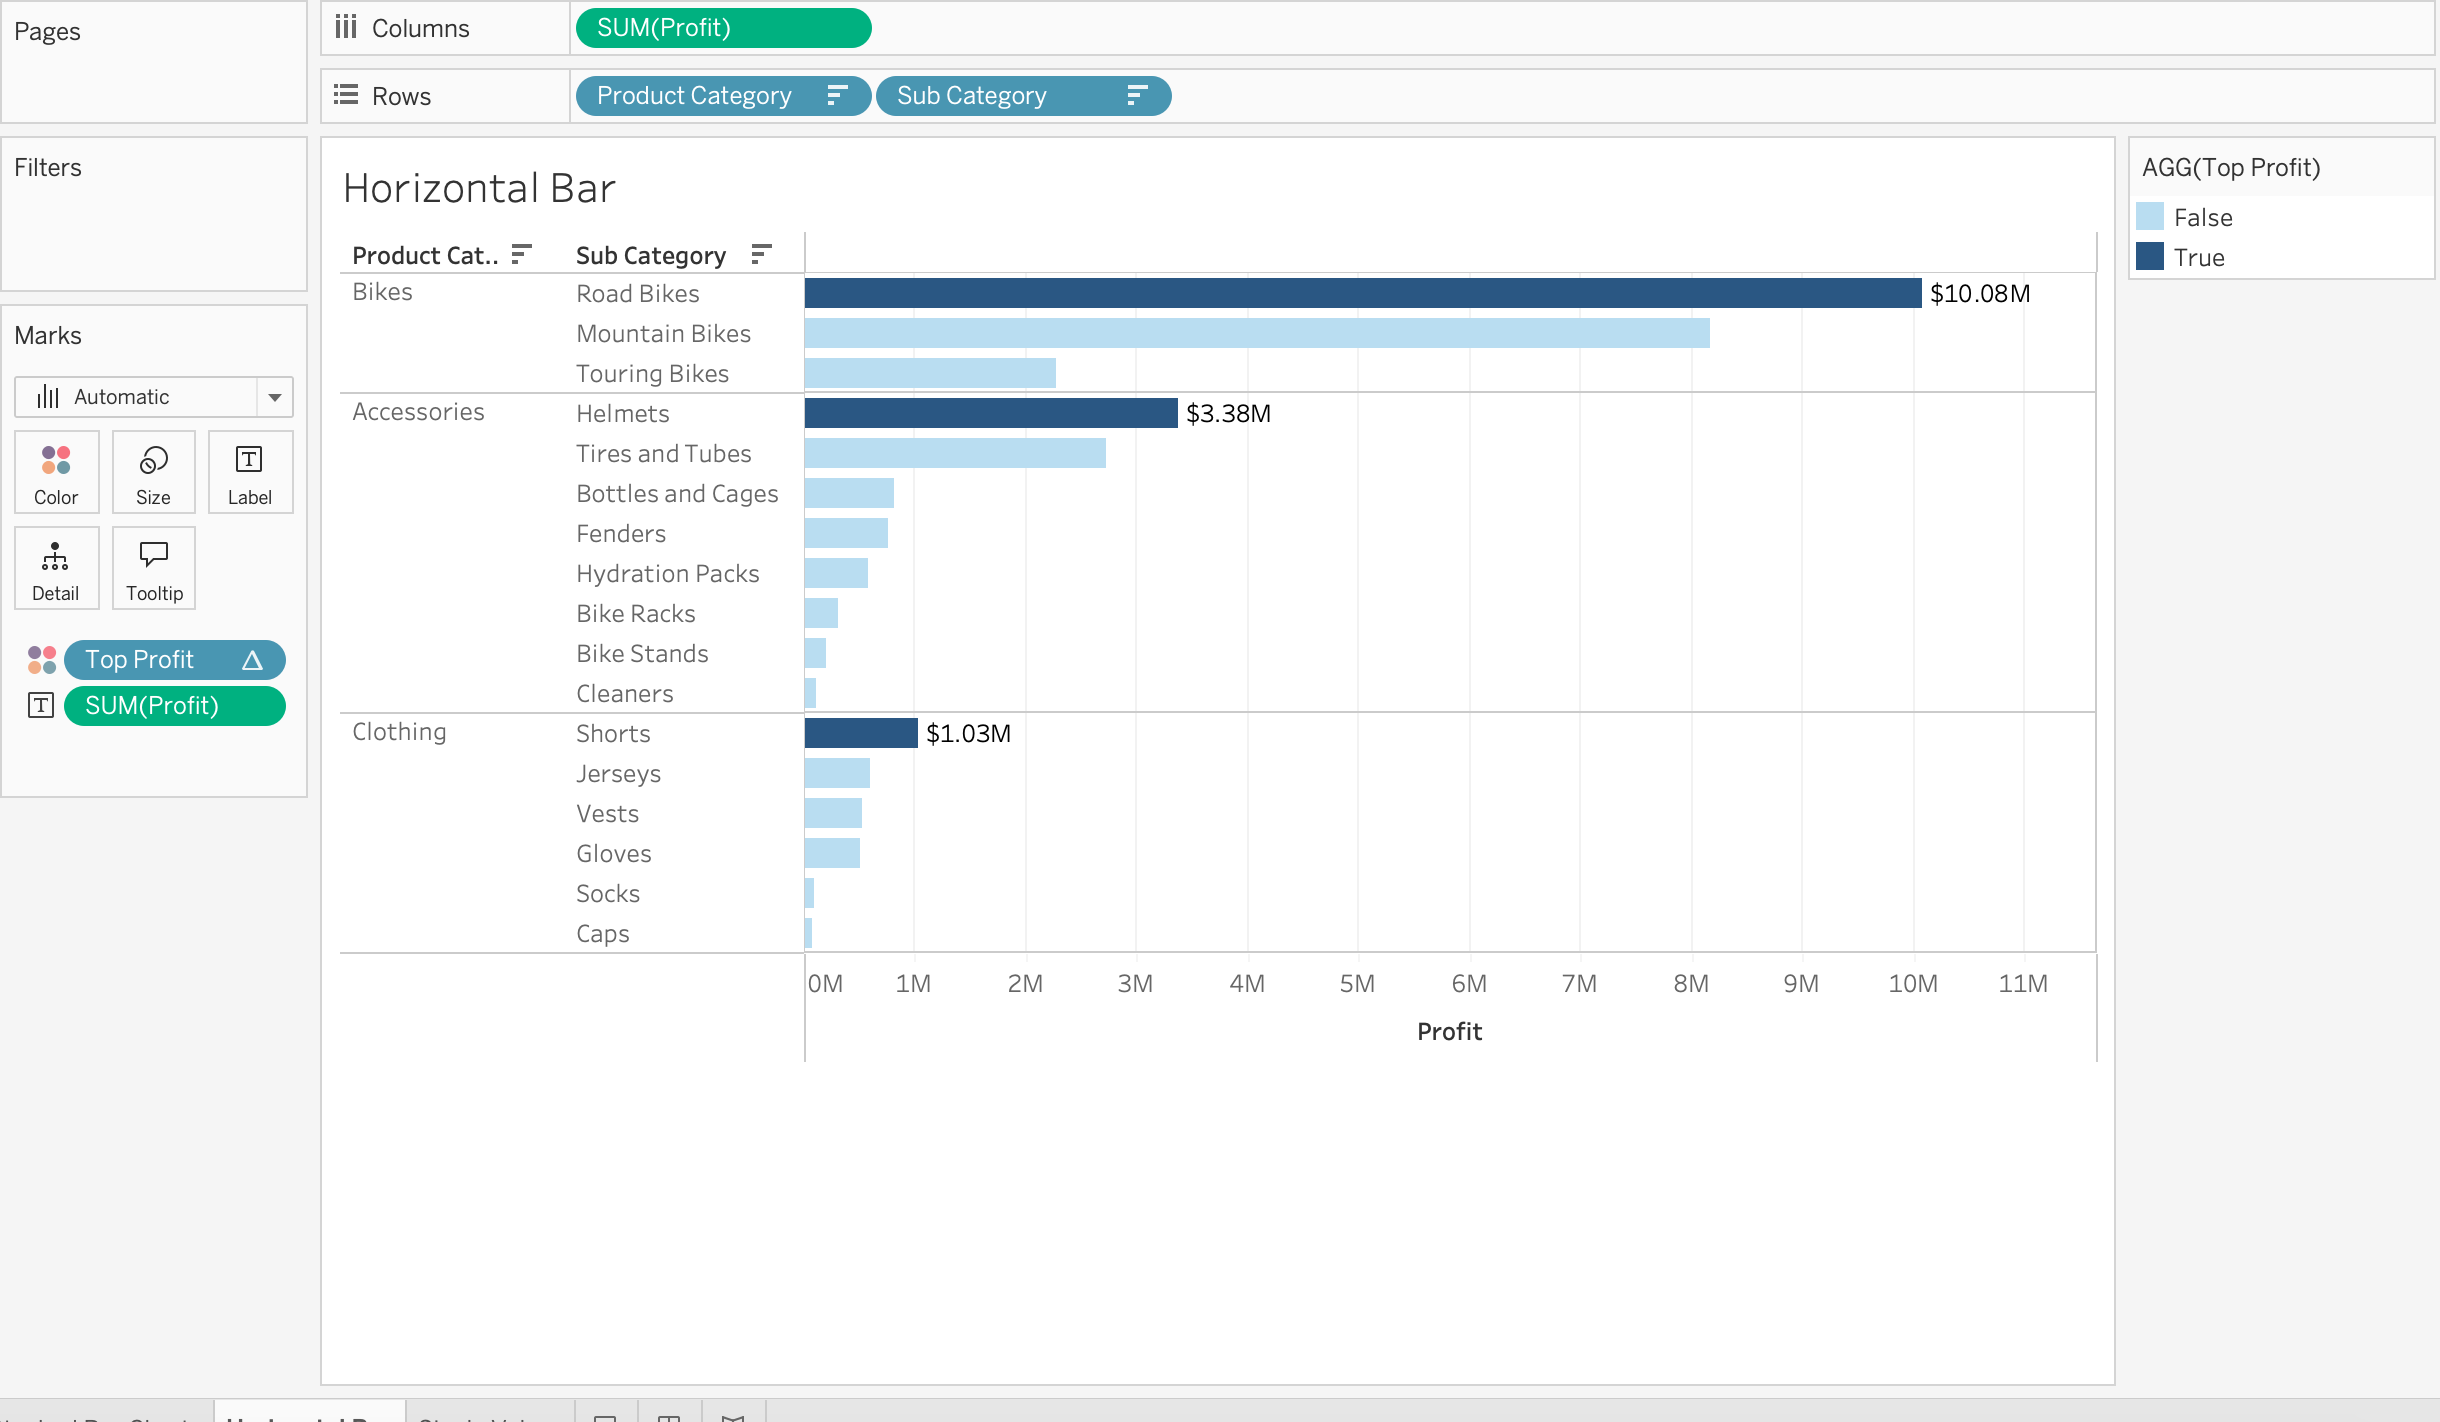 Pages
Columns SUM(Profit)
Rows Product Category Sub Category
Filters
Marks
Automatic
Color Size Label
Detail Tooltip
Top Profit
T SUM(Profit)
Horizontal Bar
Product Cat.. Sub Category
Bikes Road Bikes $10.08M
Mountain Bikes
Touring Bikes
Accessories Helmets $3.38M
Tires and Tubes
Bottles and Cages
Fenders
Hydration Packs
Bike Racks
Bike Stands
Cleaners
Clothing Shorts $1.03M
Jerseys
Vests
Gloves
Socks
Caps
0M 1M 2M 3M 4M 5M 6M 7M 8M 9M 10M 11M
Profit
AGG(Top Profit)
False
True